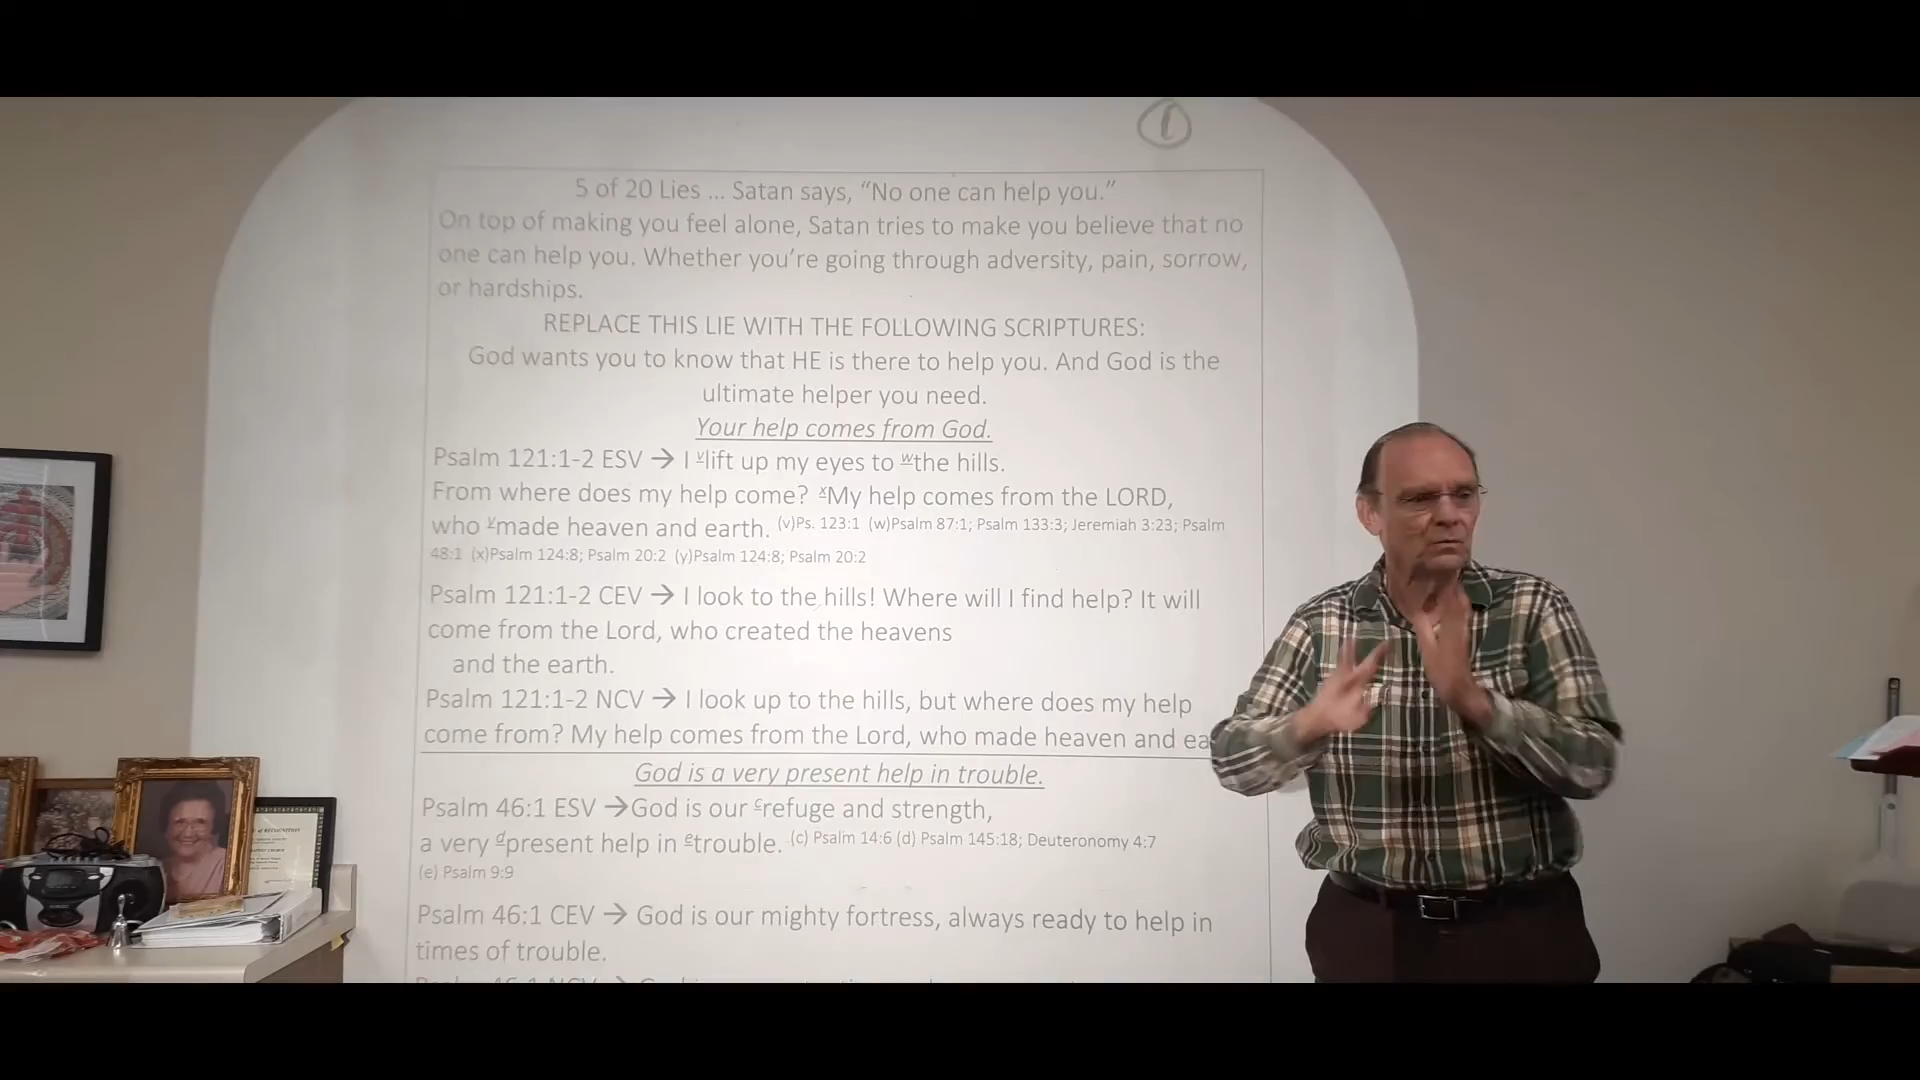 1
5 of 20 Lies ... Satan says, “No one can help you.”
On top of making you feel alone, Satan tries to make you believe that no
one can help you. Whether you’re going through adversity, pain, sorrow,
or hardships.
REPLACE THIS LIE WITH THE FOLLOWING SCRIPTURES:
God wants you to know that HE is there to help you. And God is the
ultimate helper you need.
Your help comes from God.
Psalm 121:1-2 ESV → I vlift up my eyes to wthe hills.
From where does my help come? xMy help comes from the LORD,
who ymade heaven and earth. (v)Ps. 123:1 (w)Psalm 87:1; Psalm 133:3; Jeremiah 3:23; Psalm
48:1 (x)Psalm 124:8; Psalm 20:2 (y)Psalm 124:8; Psalm 20:2
Psalm 121:1-2 CEV → I look to the hills! Where will I find help? It will
come from the Lord, who created the heavens
and the earth.
Psalm 121:1-2 NCV → I look up to the hills, but where does my help
come from? My help comes from the Lord, who made heaven and ea
God is a very present help in trouble.
Psalm 46:1 ESV →God is our crefuge and strength,
a very dpresent help in etrouble. (c) Psalm 14:6 (d) Psalm 145:18; Deuteronomy 4:7
(e) Psalm 9:9
Psalm 46:1 CEV → God is our mighty fortress, always ready to help in
times of trouble.